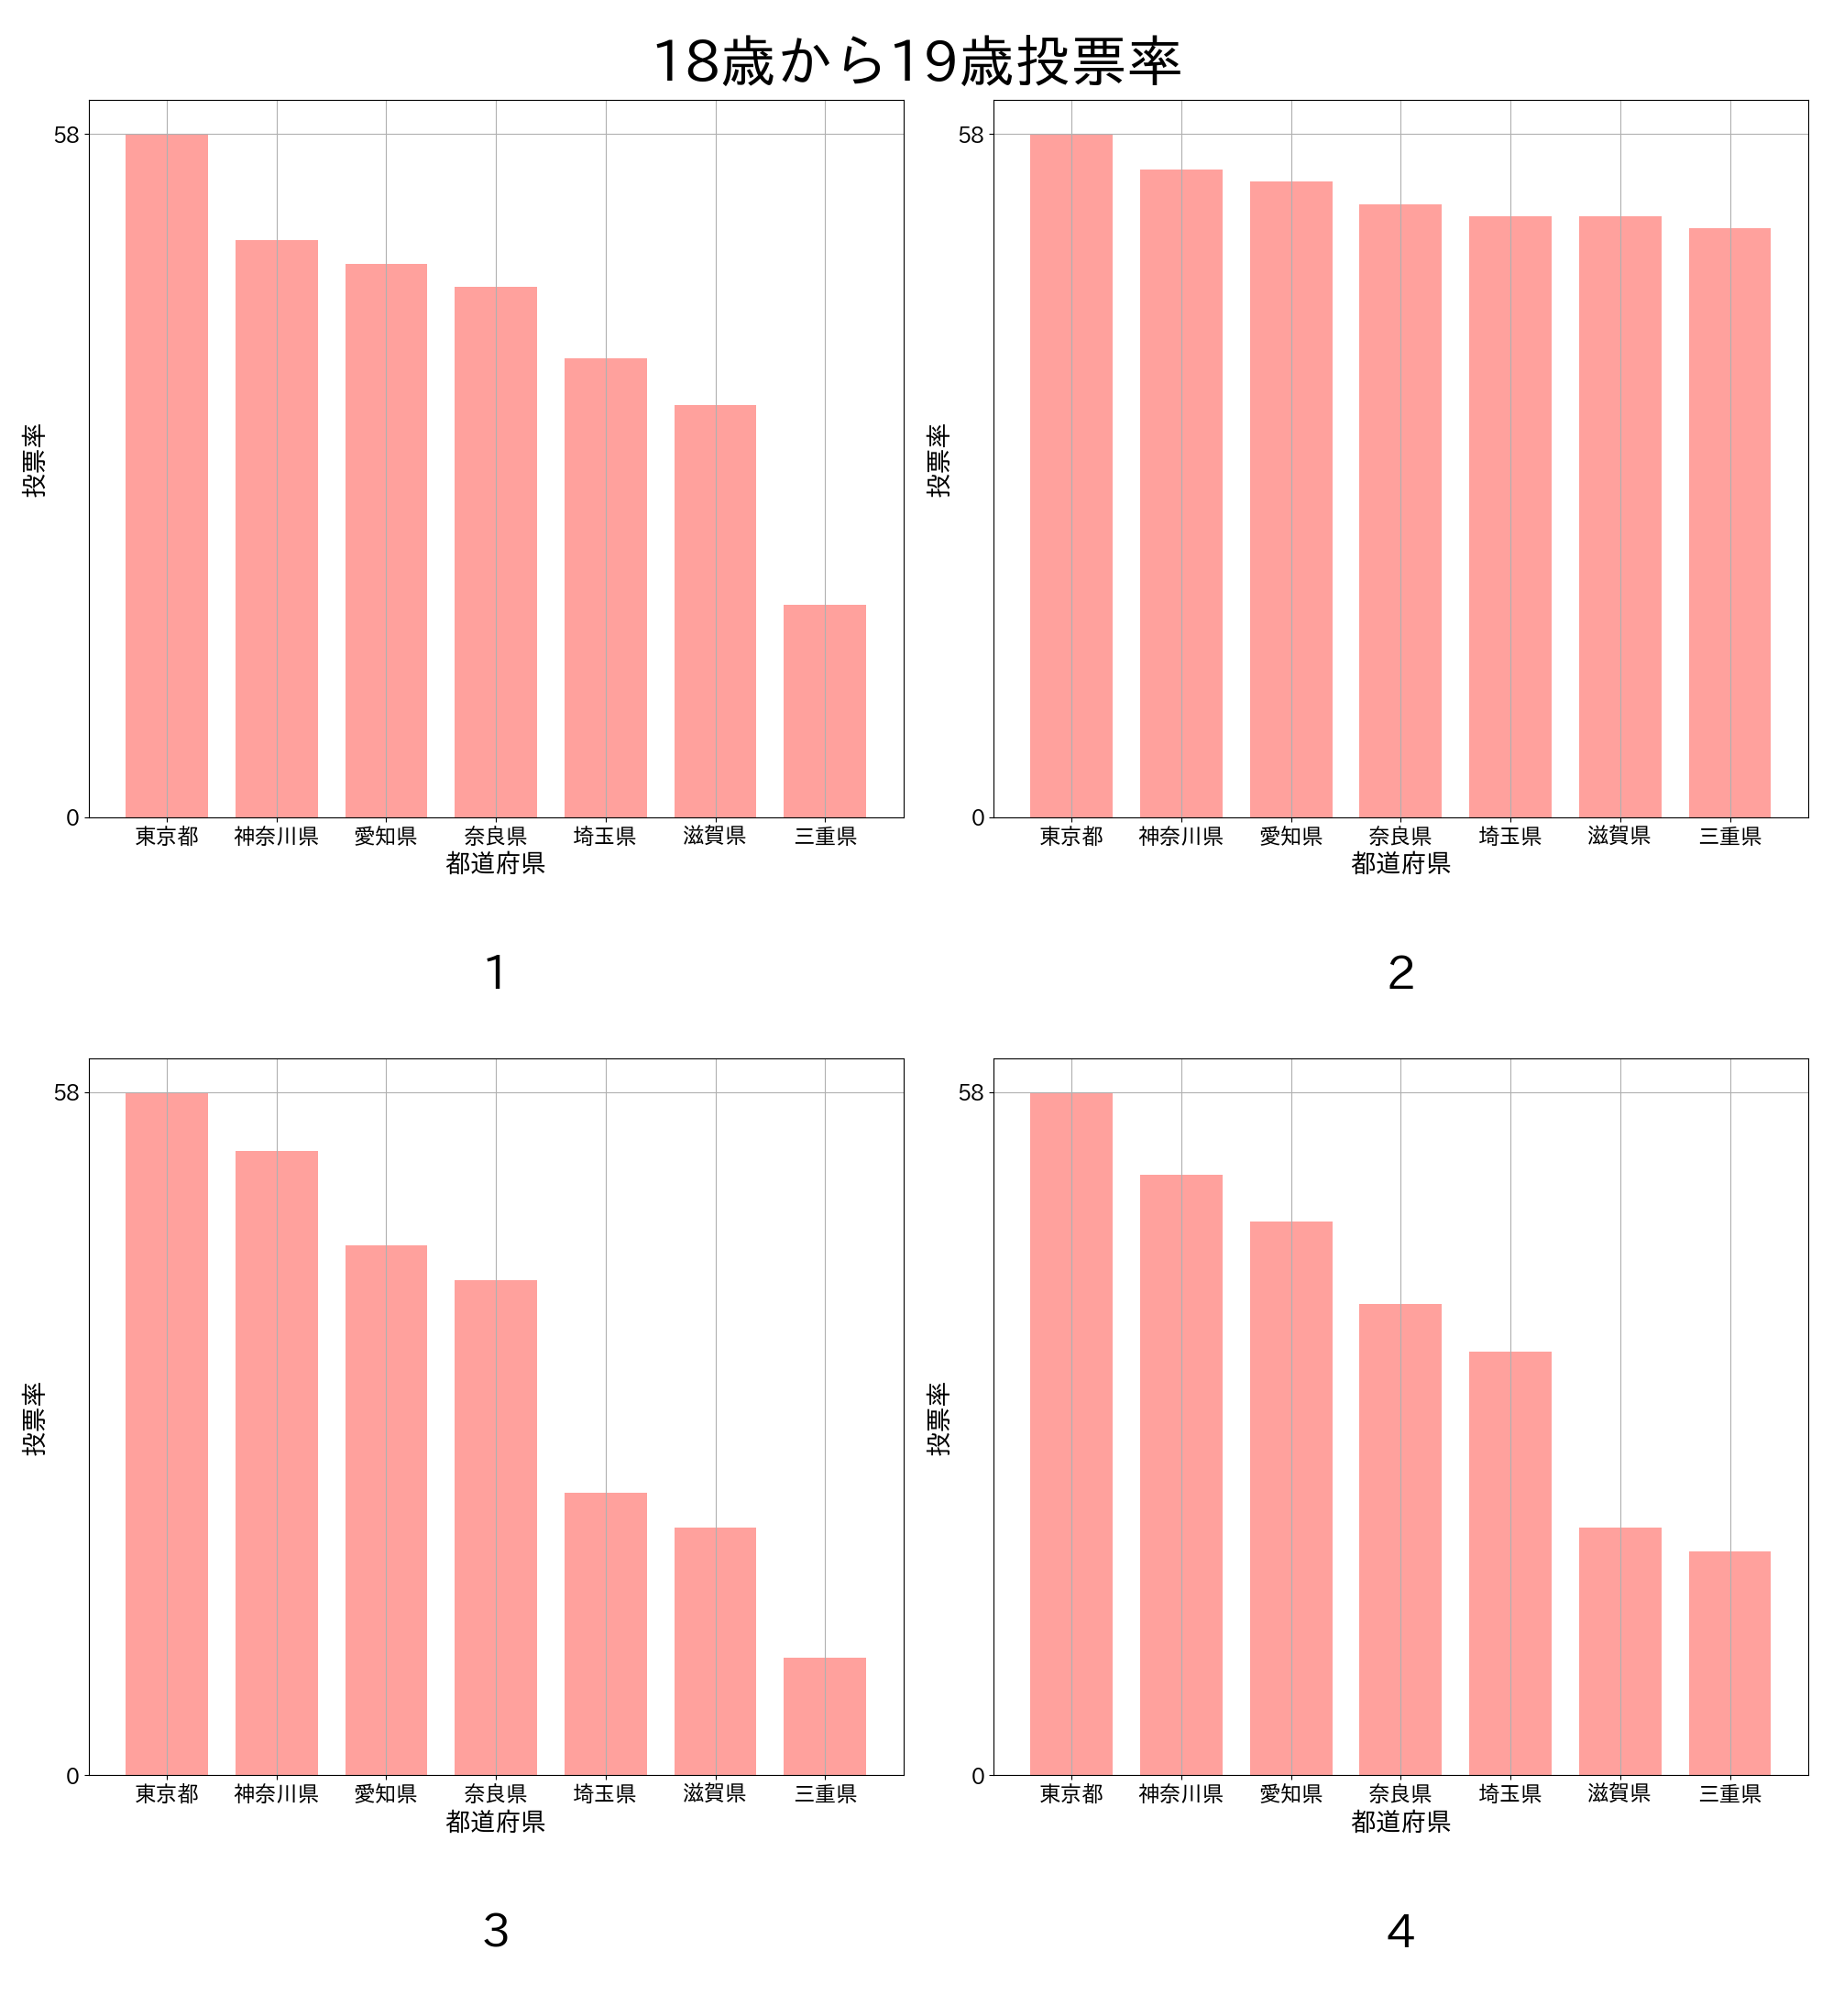 18歳から19歳投票率
58
0
投票率
東京都 神奈川県 愛知県 奈良県 埼玉県 滋賀県 三重県
都道府県
1
58
0
投票率
東京都 神奈川県 愛知県 奈良県 埼玉県 滋賀県 三重県
都道府県
2
58
0
投票率
東京都 神奈川県 愛知県 奈良県 埼玉県 滋賀県 三重県
都道府県
3
58
0
投票率
東京都 神奈川県 愛知県 奈良県 埼玉県 滋賀県 三重県
都道府県
4